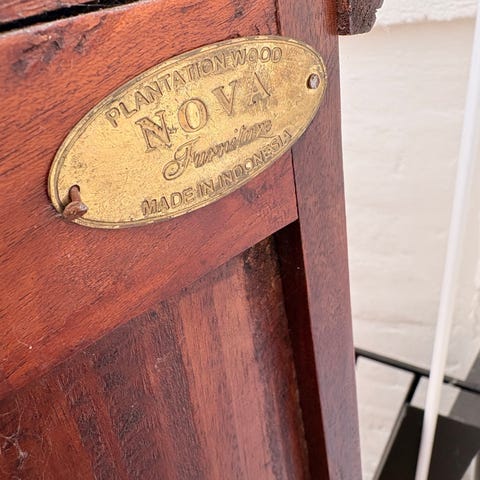 PLANTATION WOOD
NOVA
Furniture
MADE IN INDONESIA